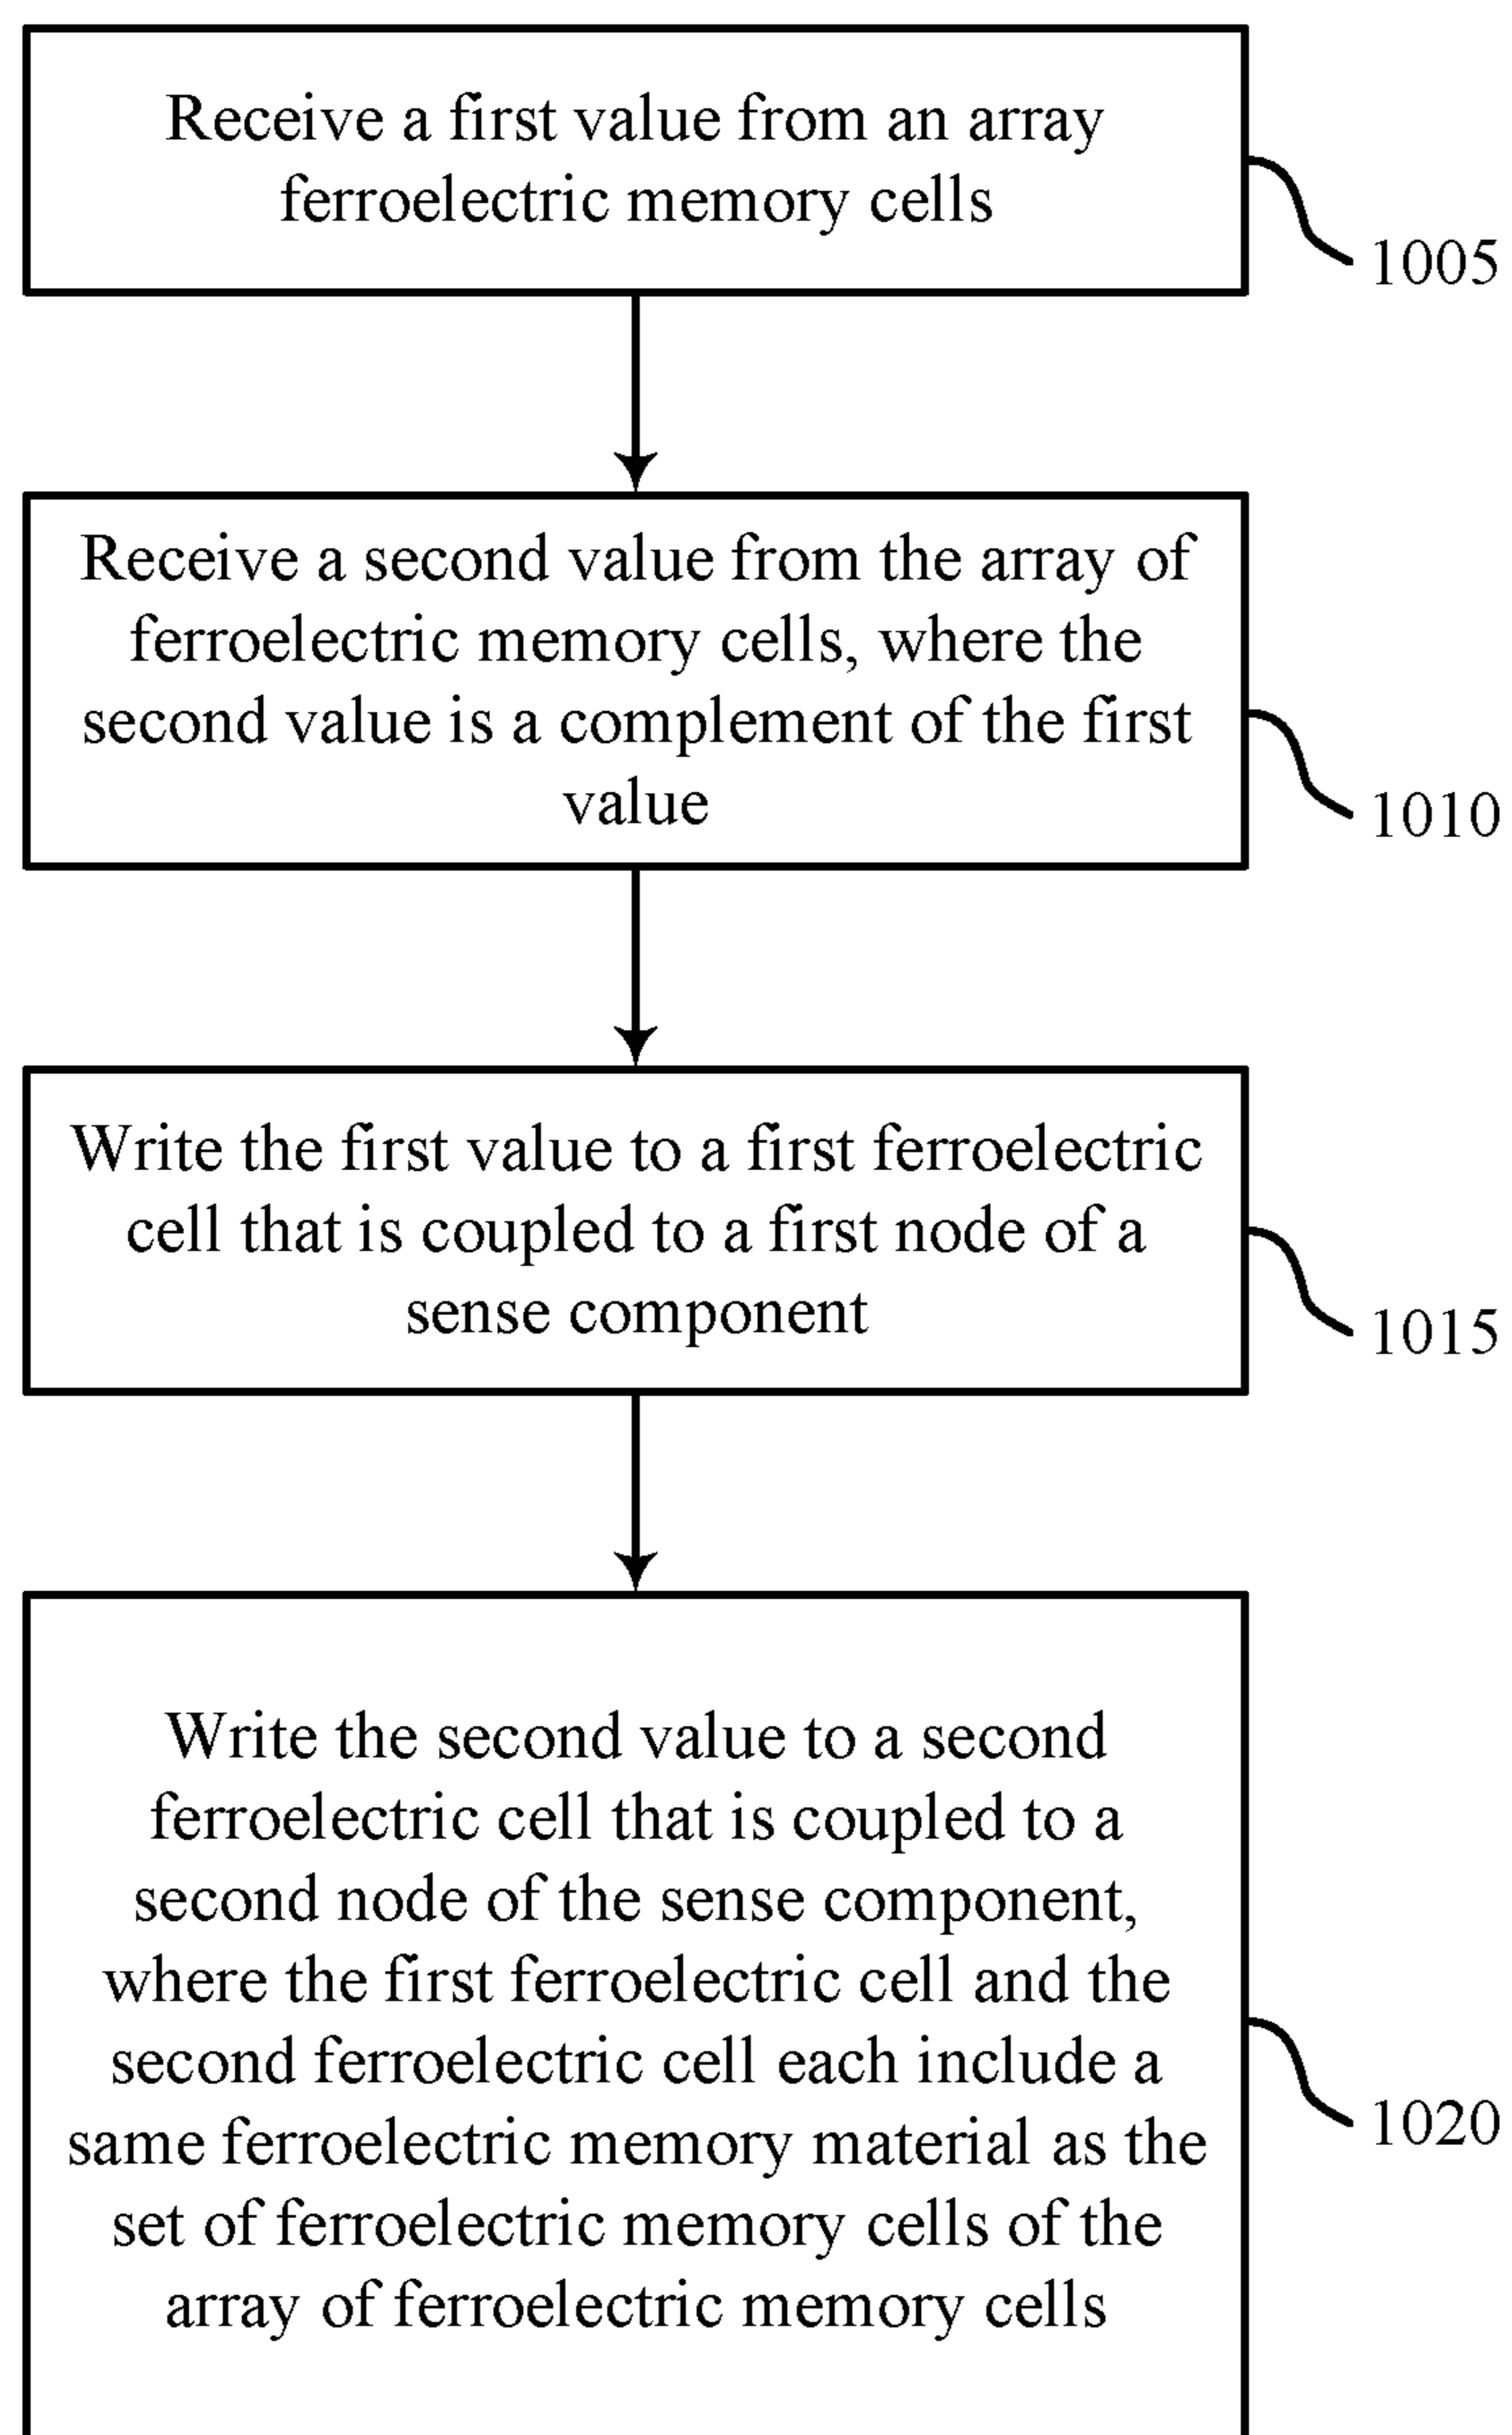 Receive a first value from an array
ferroelectric memory cells
1005
Receive a second value from the array of
ferroelectric memory cells, where the
second value is a complement of the first
value
1010
Write the first value to a first ferroelectric
cell that is coupled to a first node of a
sense component
1015
Write the second value to a second
ferroelectric cell that is coupled to a
second node of the sense component,
where the first ferroelectric cell and the
second ferroelectric cell each include a
same ferroelectric memory material as the
set of ferroelectric memory cells of the
array of ferroelectric memory cells
1020